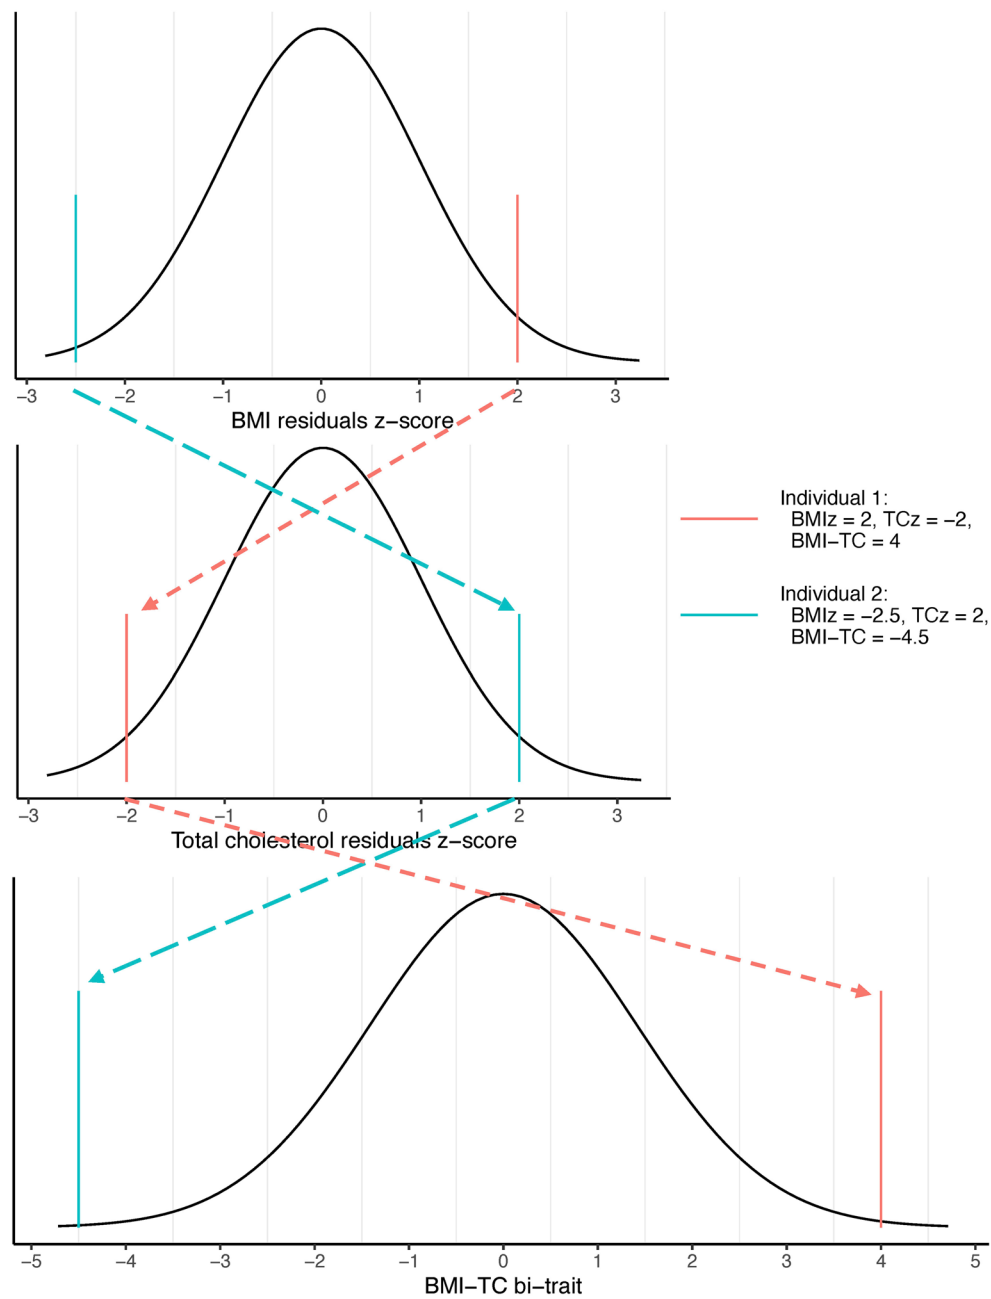 −3 −2 −1 0 1 2 3
BMI residuals z−score
−3 −2 −1 0 1 2 3
Total cholesterol residuals z−score
Individual 1:
BMIz = 2, TCz = −2,
BMI−TC = 4
Individual 2:
BMIz = −2.5, TCz = 2,
BMI−TC = −4.5
−5 −4 −3 −2 −1 0 1 2 3 4 5
BMI−TC bi−trait